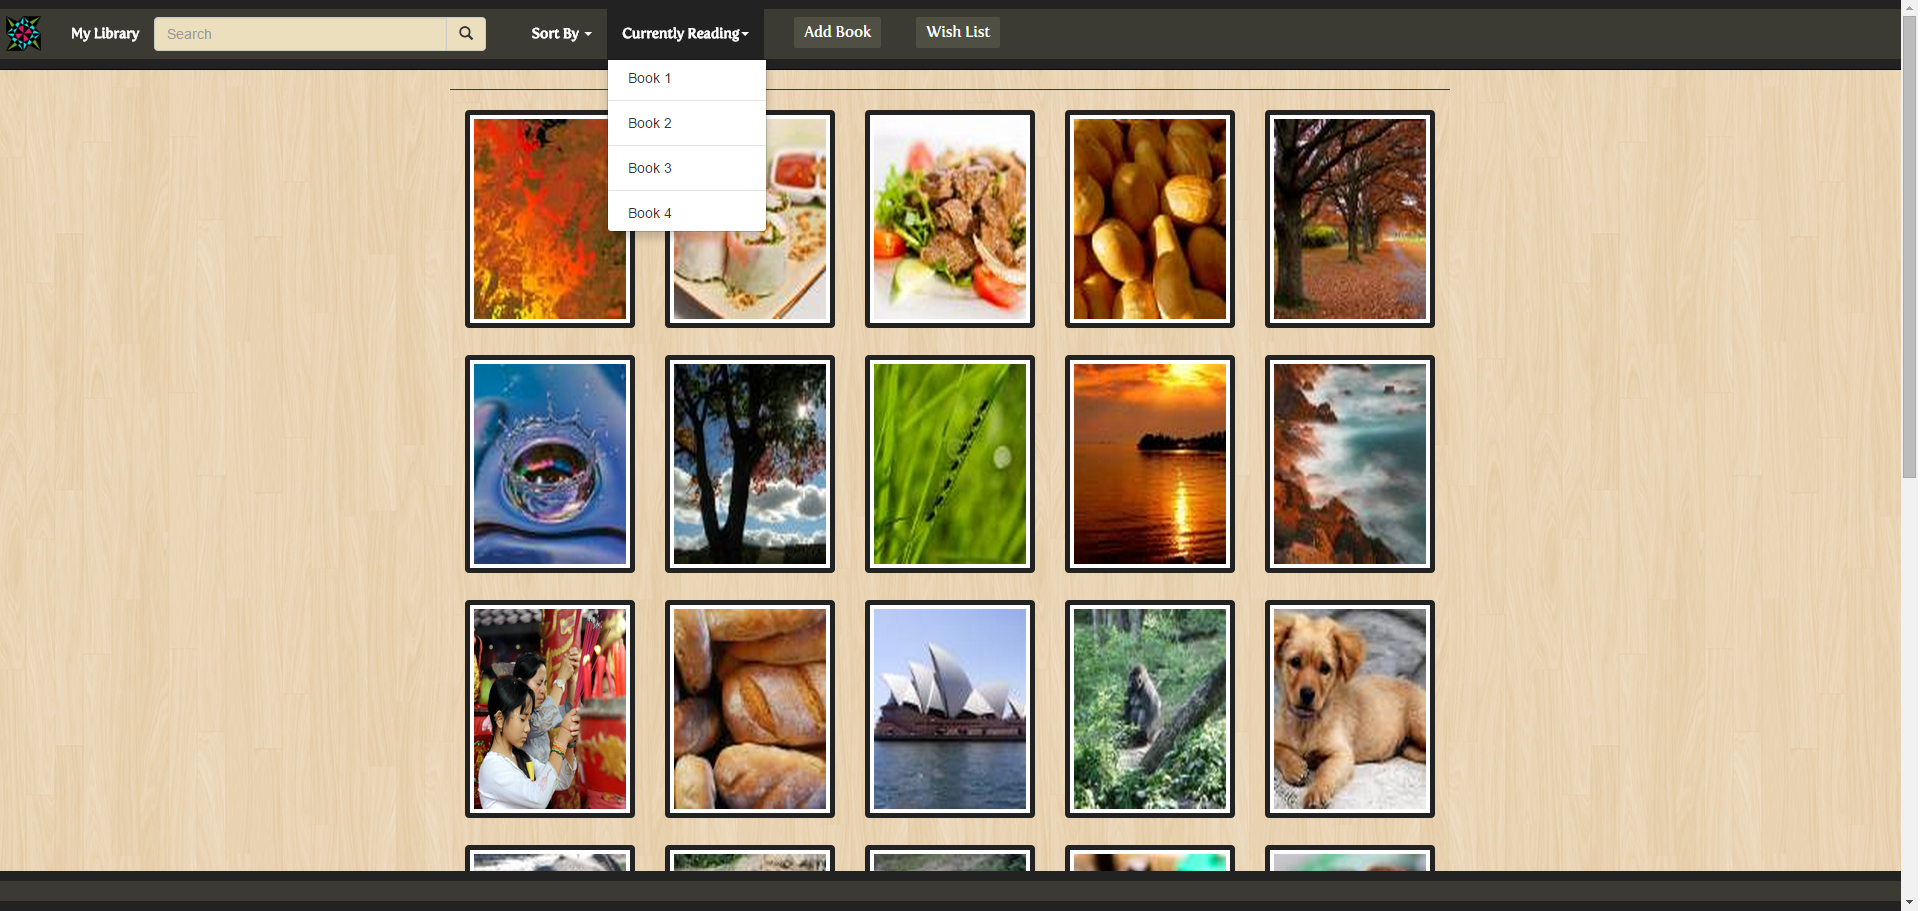 My Library
Search
Sort By
Currently Reading
Add Book
Wish List
Book 1
Book 2
Book 3
Book 4